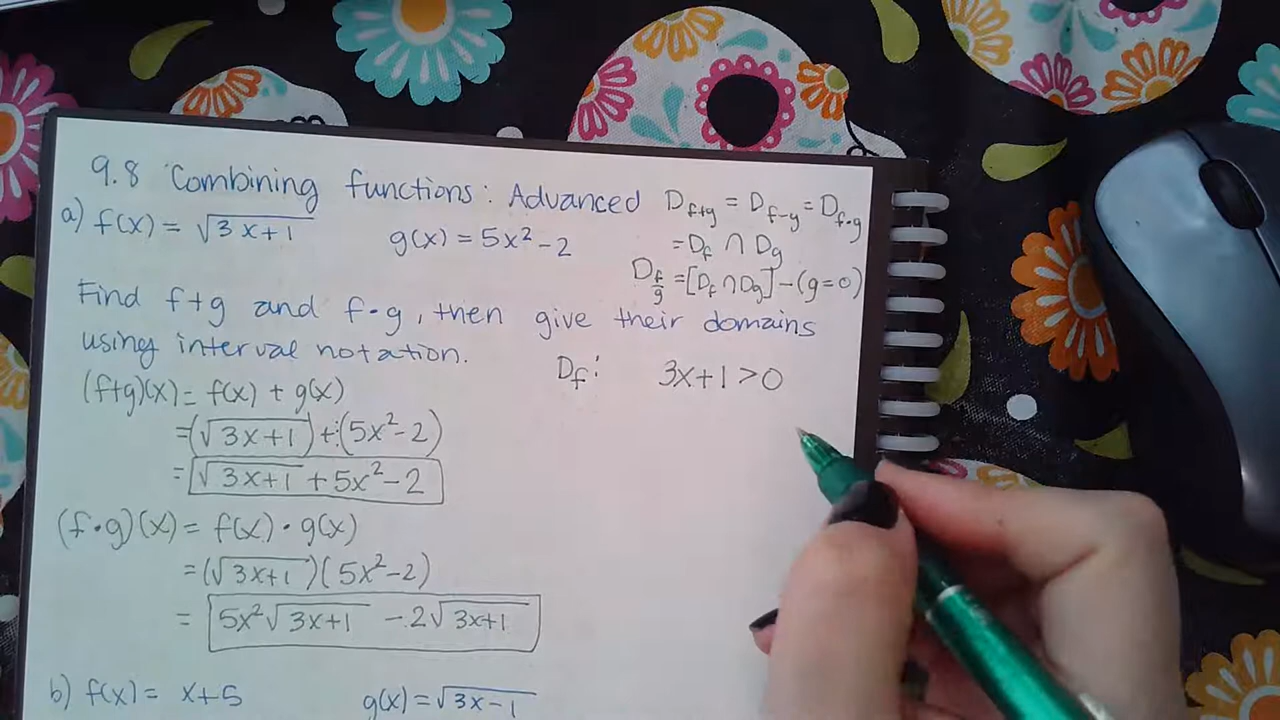 9.8 Combining functions: Advanced
D_{f+g} = D_{f-y} = D_{f•g}
= D_f ∩ D_g
D_{f/g} = [D_f ∩ D_g] - (g=0)
a) f(x) = √(3x+1) g(x) = 5x² - 2
Find f+g and f•g, then give their domains
using interval notation.
(f+g)(x) = f(x) + g(x)
= (√(3x+1)) + (5x² - 2)
= √(3x+1) + 5x² - 2
(f•g)(x) = f(x) • g(x)
= (√(3x+1))(5x² - 2)
= 5x²√(3x+1) - 2√(3x+1)
D_f: 3x+1 > 0
b) f(x) = x+5 g(x) = √(3x-1)